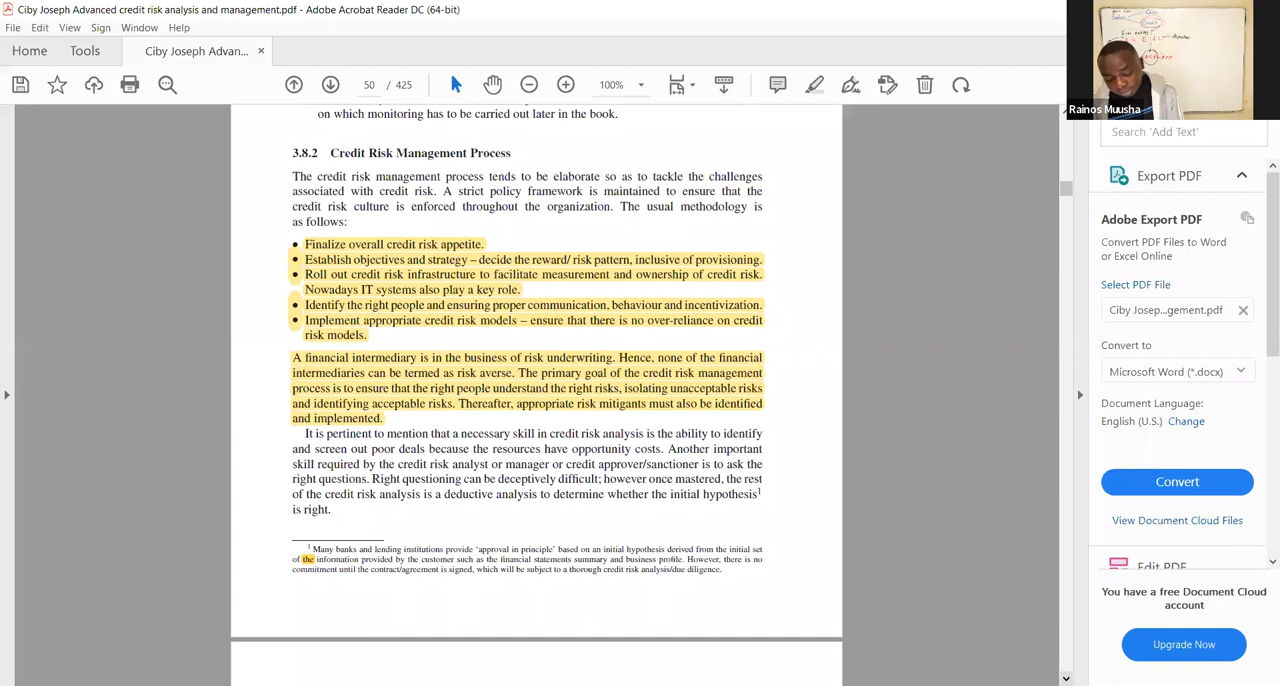 Ciby Joseph Advanced credit risk analysis and management.pdf - Adobe Acrobat Reader DC (64-bit)
File Edit View Sign Window Help
Home Tools Ciby Joseph Advan... ×
50 / 425 100%
on which monitoring has to be carried out later in the book.
3.8.2 Credit Risk Management Process
The credit risk management process tends to be elaborate so as to tackle the challenges
associated with credit risk. A strict policy framework is maintained to ensure that the
credit risk culture is enforced throughout the organization. The usual methodology is
as follows:
• Finalize overall credit risk appetite.
• Establish objectives and strategy – decide the reward/ risk pattern, inclusive of provisioning.
• Roll out credit risk infrastructure to facilitate measurement and ownership of credit risk.
Nowadays IT systems also play a key role.
• Identify the right people and ensuring proper communication, behaviour and incentivization.
• Implement appropriate credit risk models – ensure that there is no over-reliance on credit
risk models.
A financial intermediary is in the business of risk underwriting. Hence, none of the financial
intermediaries can be termed as risk averse. The primary goal of the credit risk management
process is to ensure that the right people understand the right risks, isolating unacceptable risks
and identifying acceptable risks. Thereafter, appropriate risk mitigants must also be identified
and implemented.
It is pertinent to mention that a necessary skill in credit risk analysis is the ability to identify
and screen out poor deals because the resources have opportunity costs. Another important
skill required by the credit risk analyst or manager or credit approver/sanctioner is to ask the
right questions. Right questioning can be deceptively difficult; however once mastered, the rest
of the credit risk analysis is a deductive analysis to determine whether the initial hypothesis1
is right.
1 Many banks and lending institutions provide ‘approval in principle’ based on an initial hypothesis derived from the initial set
of the information provided by the customer such as the financial statements summary and business profile. However, there is no
commitment until the contract/agreement is signed, which will be subject to a thorough credit risk analysis/due diligence.
Credit
Rainos Muusha
Search 'Add Text'
Export PDF
Adobe Export PDF
Convert PDF Files to Word
or Excel Online
Select PDF File
Ciby Josep...gement.pdf
Convert to
Microsoft Word (*.docx)
Document Language:
English (U.S.) Change
Convert
View Document Cloud Files
Edit PDF
You have a free Document Cloud
account
Upgrade Now